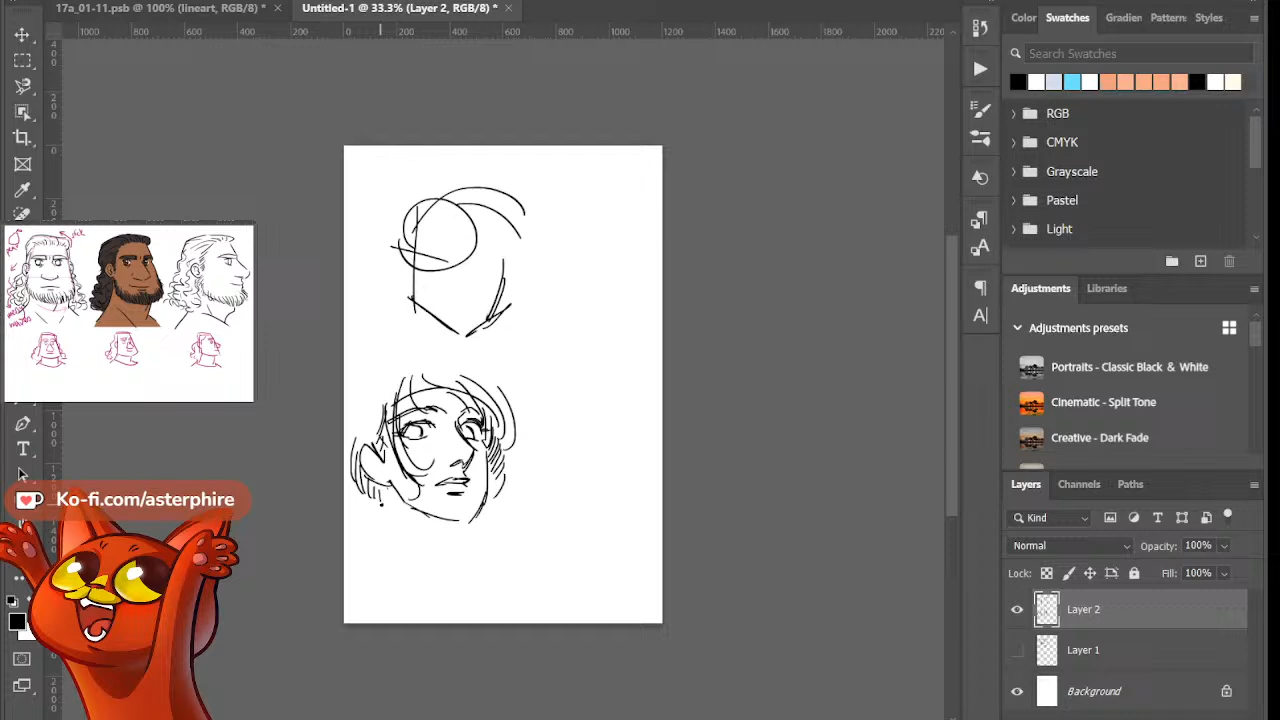 17a_01-11.psb @ 100% (lineart, RGB/8) * ×
Untitled-1 @ 33.3% (Layer 2, RGB/8) * ×
1000 800 600 400 200 0 200 400 600 800 1000 1200 1400 1600 1800 2000 220
Color Swatches Gradien Pattern: Styles
Search Swatches
RGB
CMYK
Grayscale
Pastel
Light
Adjustments Libraries
Adjustments presets
Portraits - Classic Black & White
Cinematic - Split Tone
Creative - Dark Fade
Layers Channels Paths
Kind
Normal Opacity: 100%
Lock: Fill: 100%
Layer 2
Layer 1
Background
Ko-fi.com/asterphire